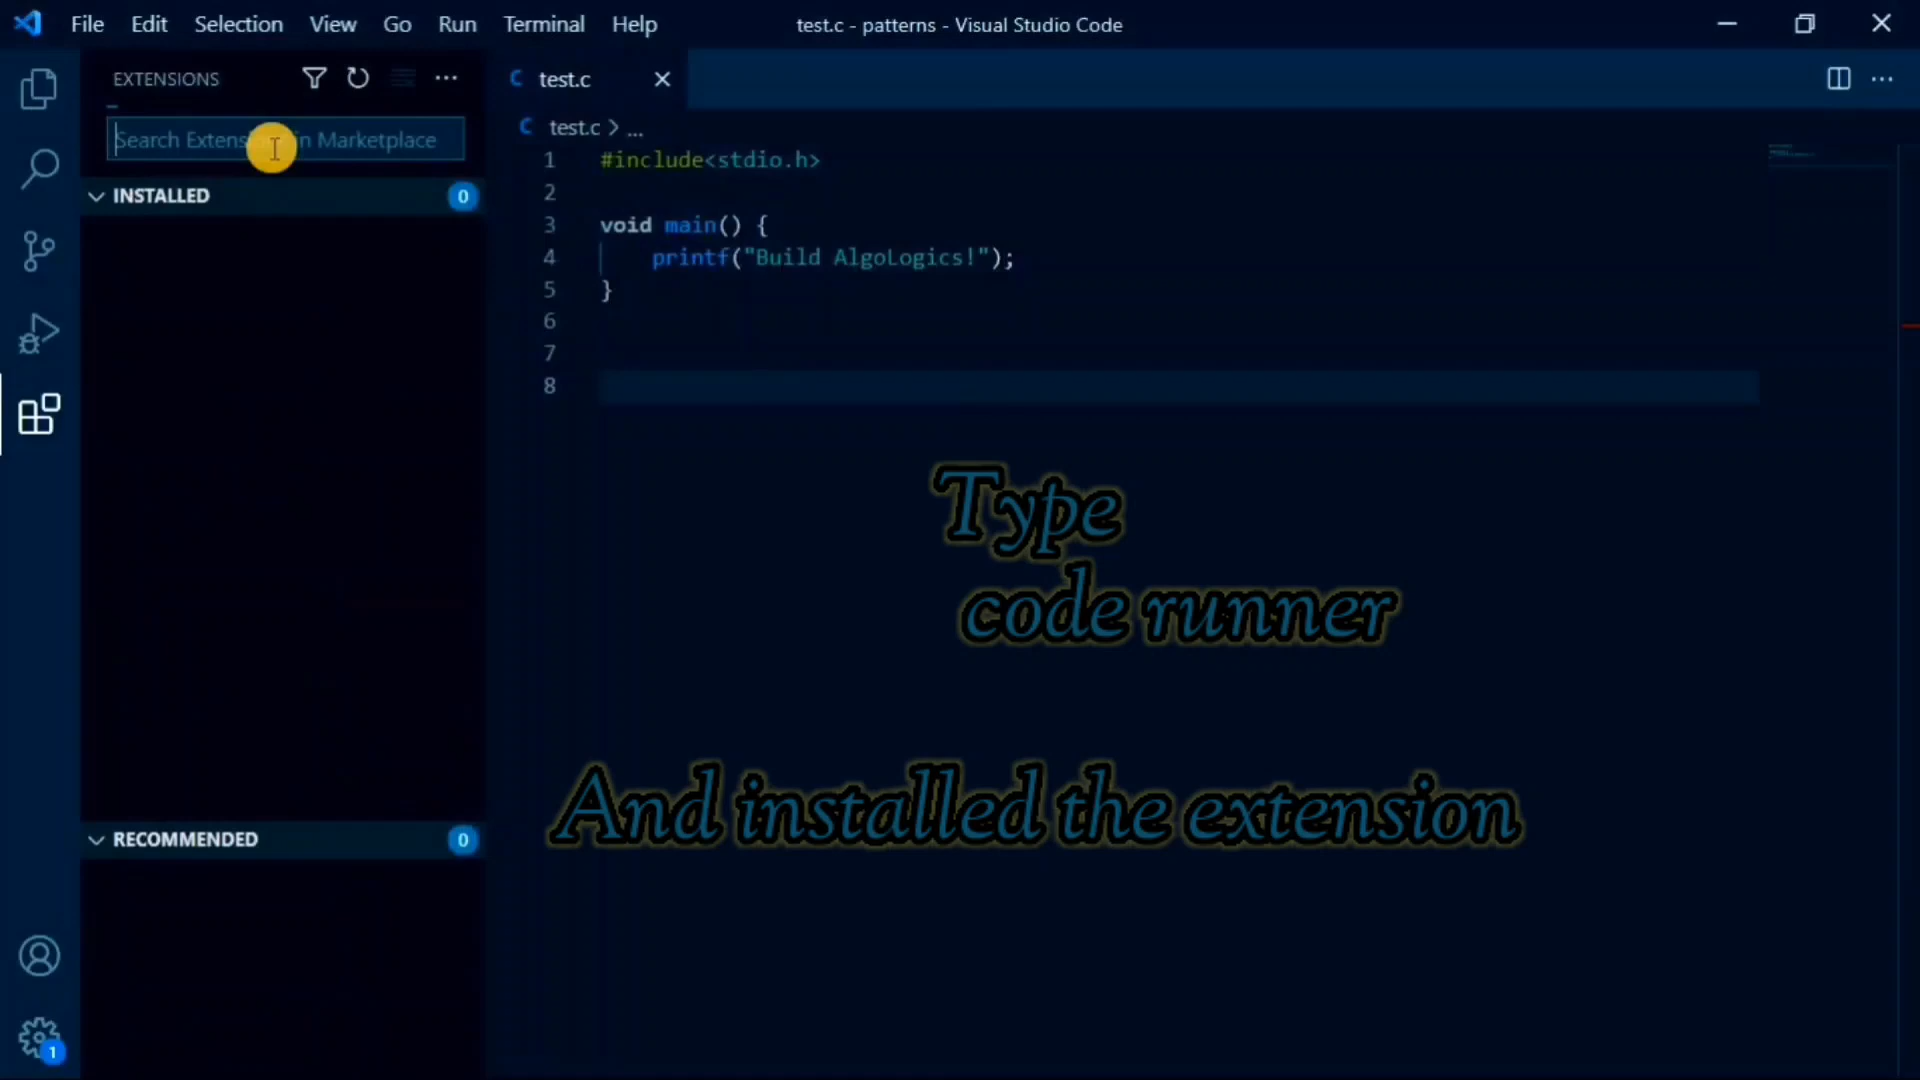 File Edit Selection View Go Run Terminal Help
test.c - patterns - Visual Studio Code
EXTENSIONS
Search Extens in Marketplace
INSTALLED 0
RECOMMENDED 0
1
test.c
test.c > ...
1 #include<stdio.h>
2
3 void main() {
4 printf("Build AlgoLogics!");
5 }
6
7
8
Type
code runner
And installed the extension